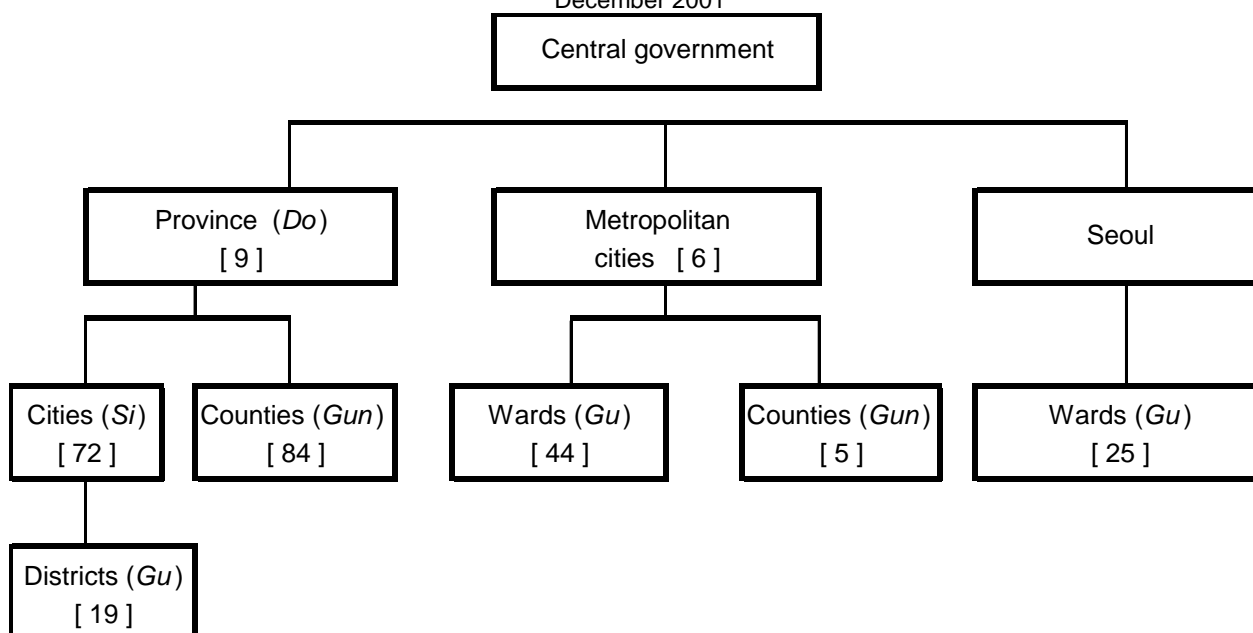 December 2001
Central government
Province (Do)
[ 9 ]
Metropolitan
cities [ 6 ]
Seoul
Cities (Si)
[ 72 ]
Counties (Gun)
[ 84 ]
Wards (Gu)
[ 44 ]
Counties (Gun)
[ 5 ]
Wards (Gu)
[ 25 ]
Districts (Gu)
[ 19 ]